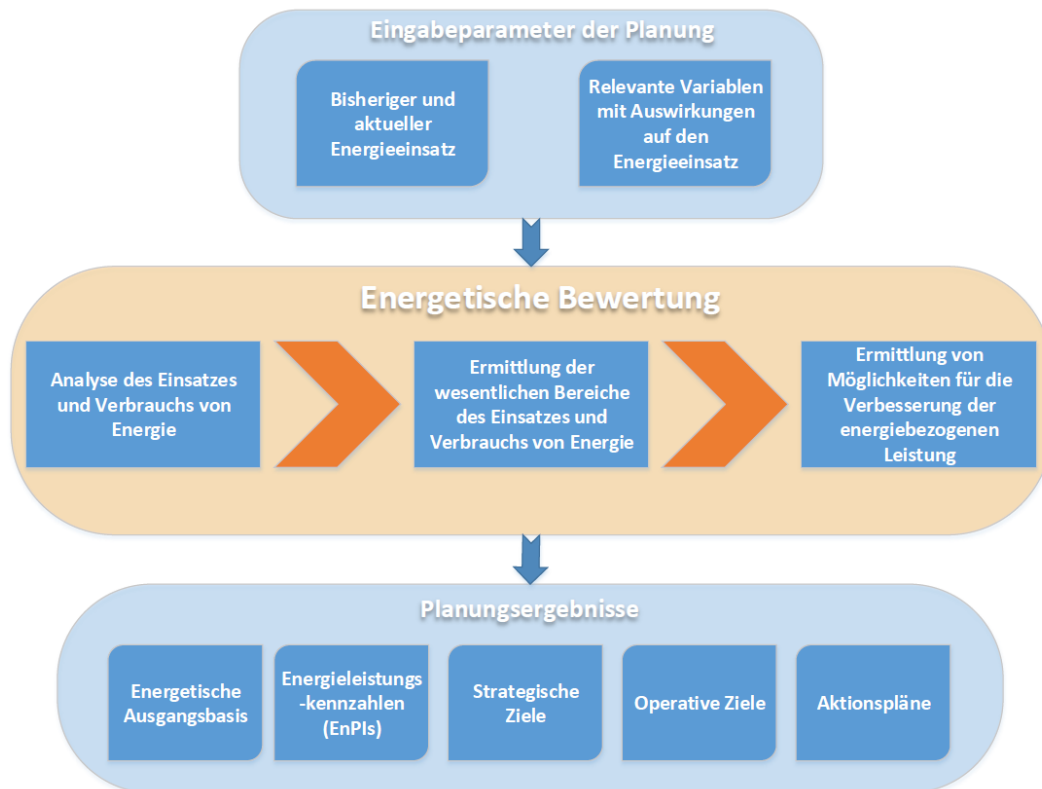 Eingabeparameter der Planung
Bisheriger und
aktueller
Energieeinsatz
Relevante Variablen
mit Auswirkungen
auf den
Energieeinsatz
Energetische Bewertung
Analyse des Einsatzes
und Verbrauchs von
Energie
Ermittlung der
wesentlichen Bereiche
des Einsatzes und
Verbrauchs von Energie
Ermittlung von
Möglichkeiten für die
Verbesserung der
energiebezogenen
Leistung
Planungsergebnisse
Energetische
Ausgangsbasis
Energieleistungs
-kennzahlen
(EnPIs)
Strategische
Ziele
Operative Ziele
Aktionspläne